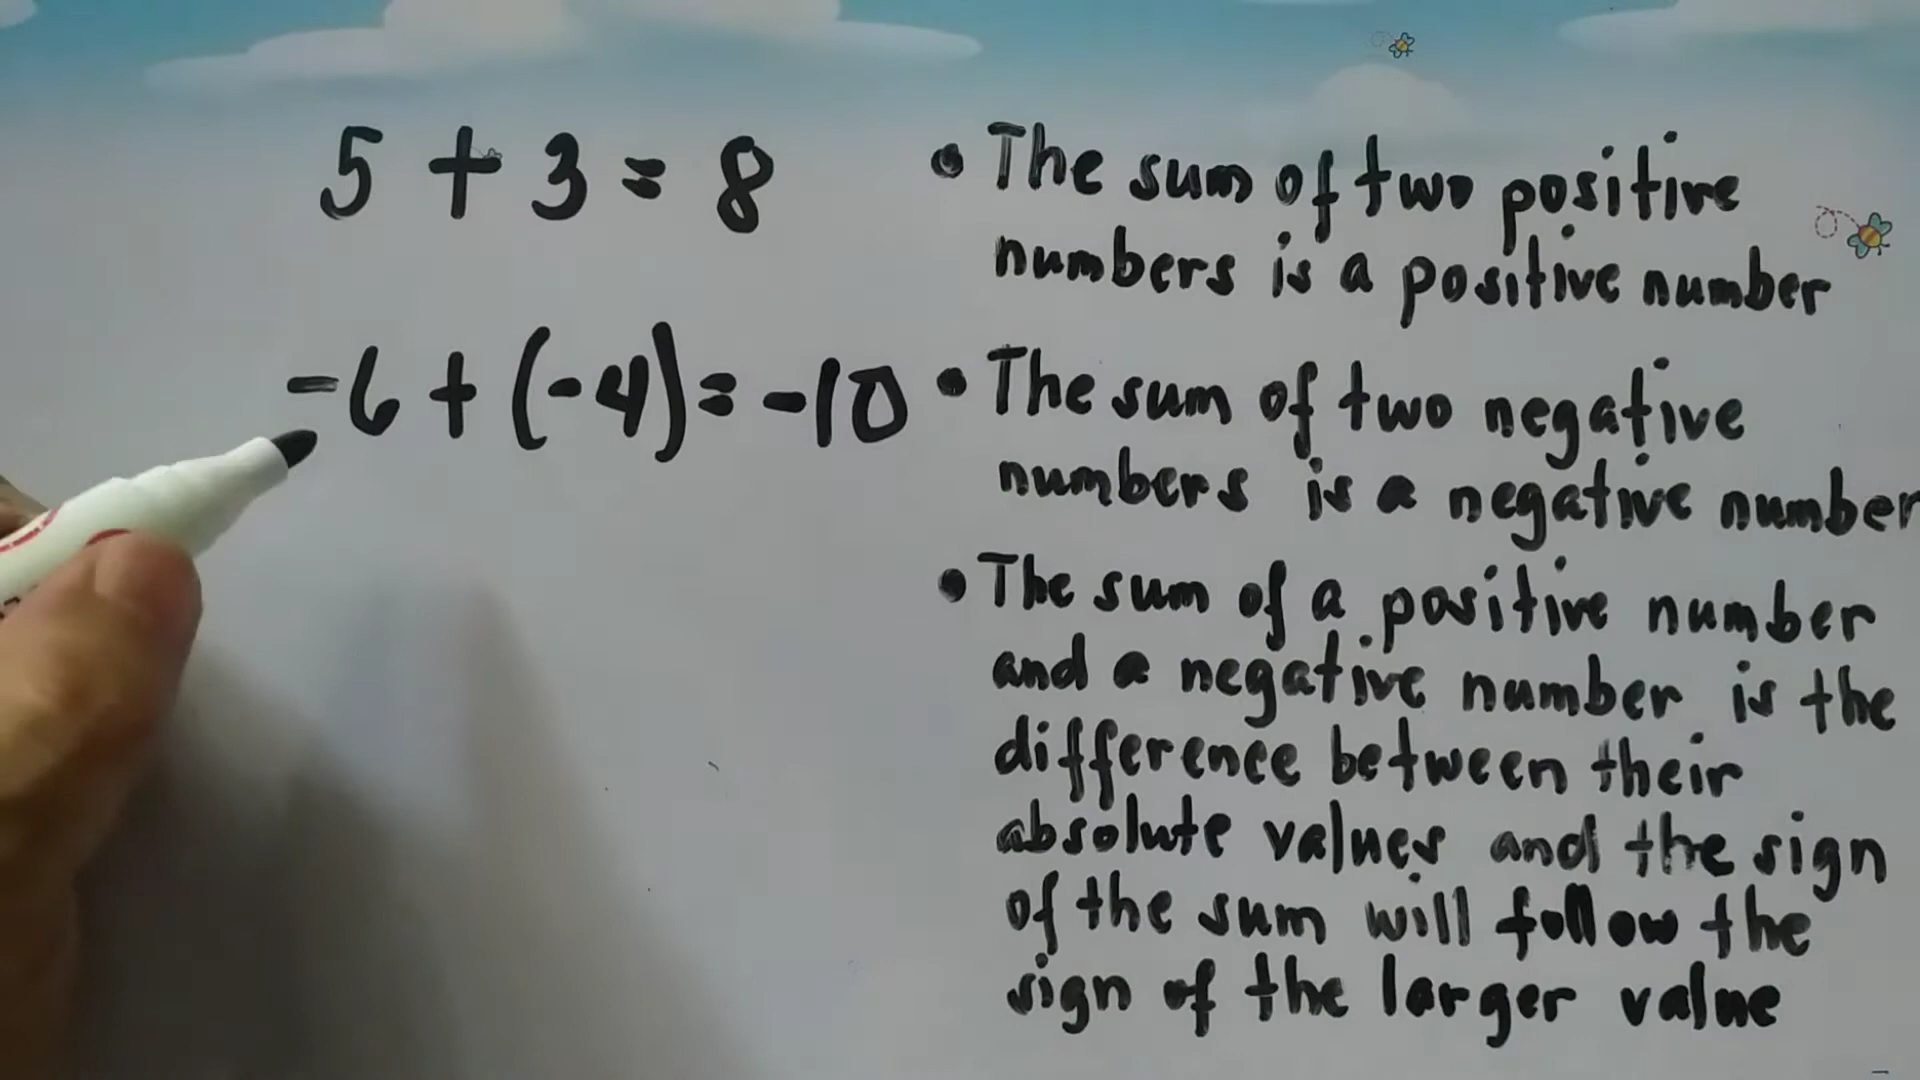 5 + 3 = 8
-6 + (-4) = -10
• The sum of two positive
numbers is a positive number
• The sum of two negative
numbers is a negative number
• The sum of a positive number
and a negative number is the
difference between their
absolute values and the sign
of the sum will follow the
sign of the larger value